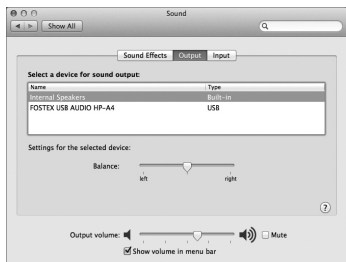 Sound
Show All
Sound Effects Output Input
Select a device for sound output:
Name Type
Internal Speakers Built-in
FOSTEX USB AUDIO HP-A4 USB
Settings for the selected device:
Balance:
left right
?
Output volume: Mute
Show volume in menu bar